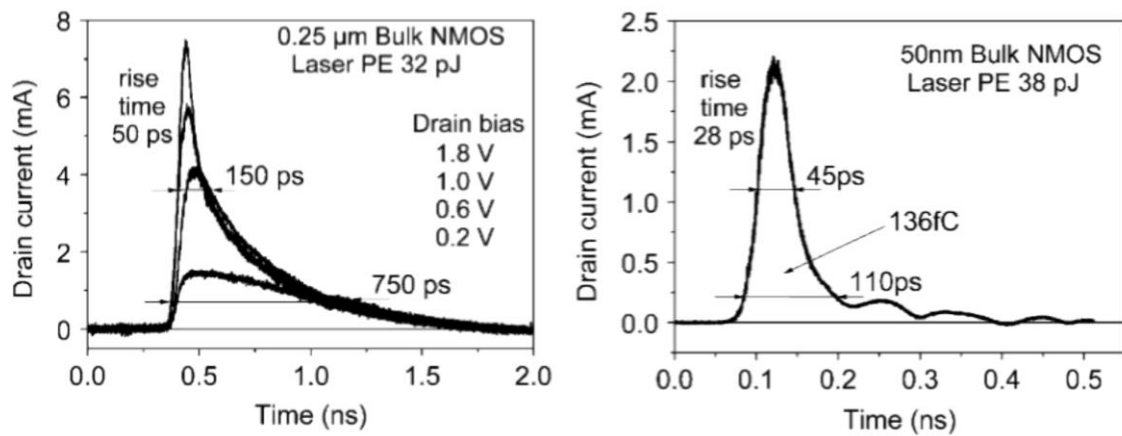 0.25 µm Bulk NMOS
Laser PE 32 pJ
rise
time
50 ps
Drain bias
1.8 V
1.0 V
0.6 V
0.2 V
150 ps
750 ps
Drain current (mA)
8
6
4
2
0
0.0 0.5 1.0 1.5 2.0
Time (ns)
50nm Bulk NMOS
Laser PE 38 pJ
rise
time
28 ps
45ps
136fC
110ps
Drain current (mA)
2.5
2.0
1.5
1.0
0.5
0.0
0.0 0.1 0.2 0.3 0.4 0.5
Time (ns)